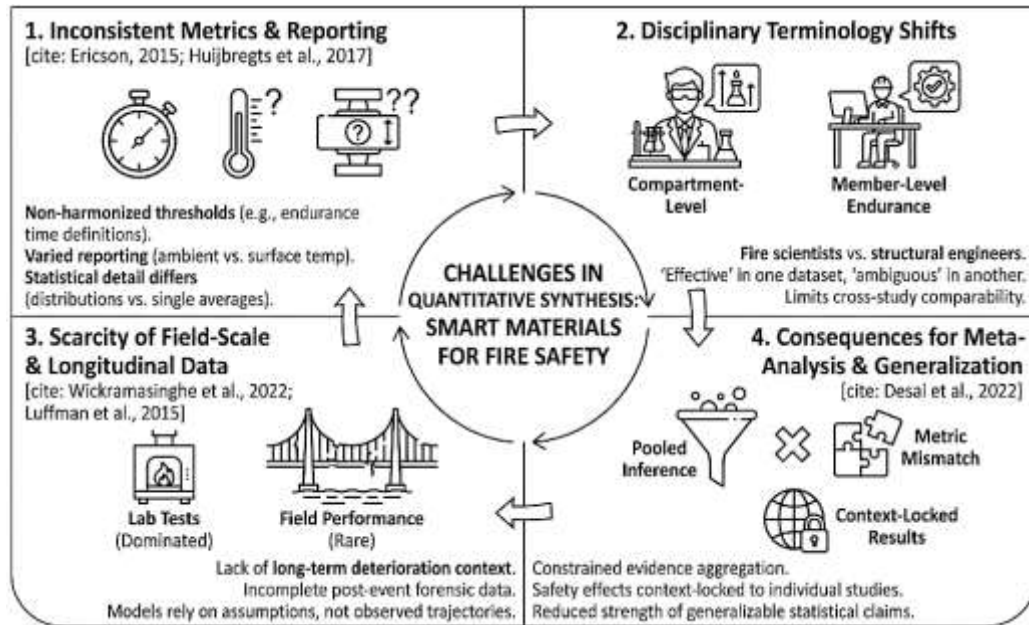 1. Inconsistent Metrics & Reporting
[cite: Ericson, 2015; Huijbregts et al., 2017]
?
??
?
Non-harmonized thresholds (e.g., endurance
time definitions).
Varied reporting (ambient vs. surface temp).
Statistical detail differs
(distributions vs. single averages).
2. Disciplinary Terminology Shifts
Compartment-
Level
Member-Level
Endurance
Fire scientists vs. structural engineers.
'Effective' in one dataset, 'ambiguous' in another.
Limits cross-study comparability.
CHALLENGES IN
QUANTITATIVE SYNTHESIS:
SMART MATERIALS
FOR FIRE SAFETY
3. Scarcity of Field-Scale
& Longitudinal Data
[cite: Wickramasinghe et al., 2022;
Luffman et al., 2015]
Lab Tests
(Dominated)
Field Performance
(Rare)
Lack of long-term deterioration context.
Incomplete post-event forensic data.
Models rely on assumptions, not observed trajectories.
4. Consequences for Meta-
Analysis & Generalization
[cite: Desai et al., 2022]
Pooled
Inference
Metric
Mismatch
Context-Locked
Results
Constrained evidence aggregation.
Safety effects context-locked to individual studies.
Reduced strength of generalizable statistical claims.